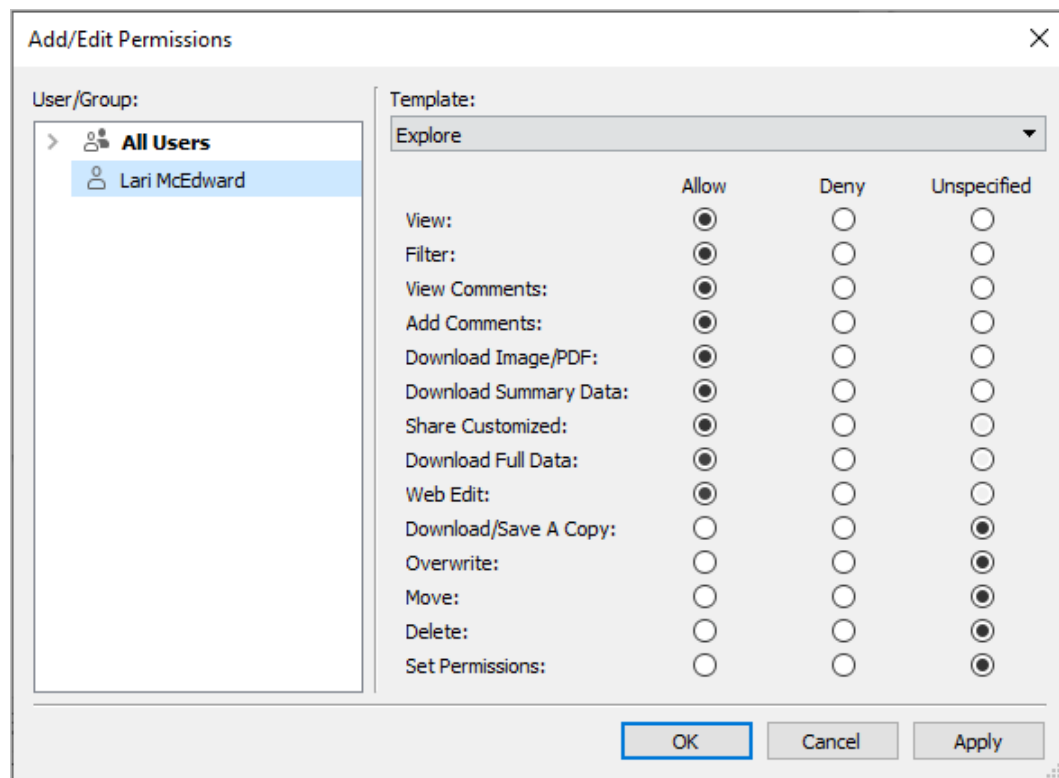 Add/Edit Permissions
User/Group:
All Users
Lari McEdward
Template:
Explore
Allow Deny Unspecified
View:
Filter:
View Comments:
Add Comments:
Download Image/PDF:
Download Summary Data:
Share Customized:
Download Full Data:
Web Edit:
Download/Save A Copy:
Overwrite:
Move:
Delete:
Set Permissions:
OK Cancel Apply